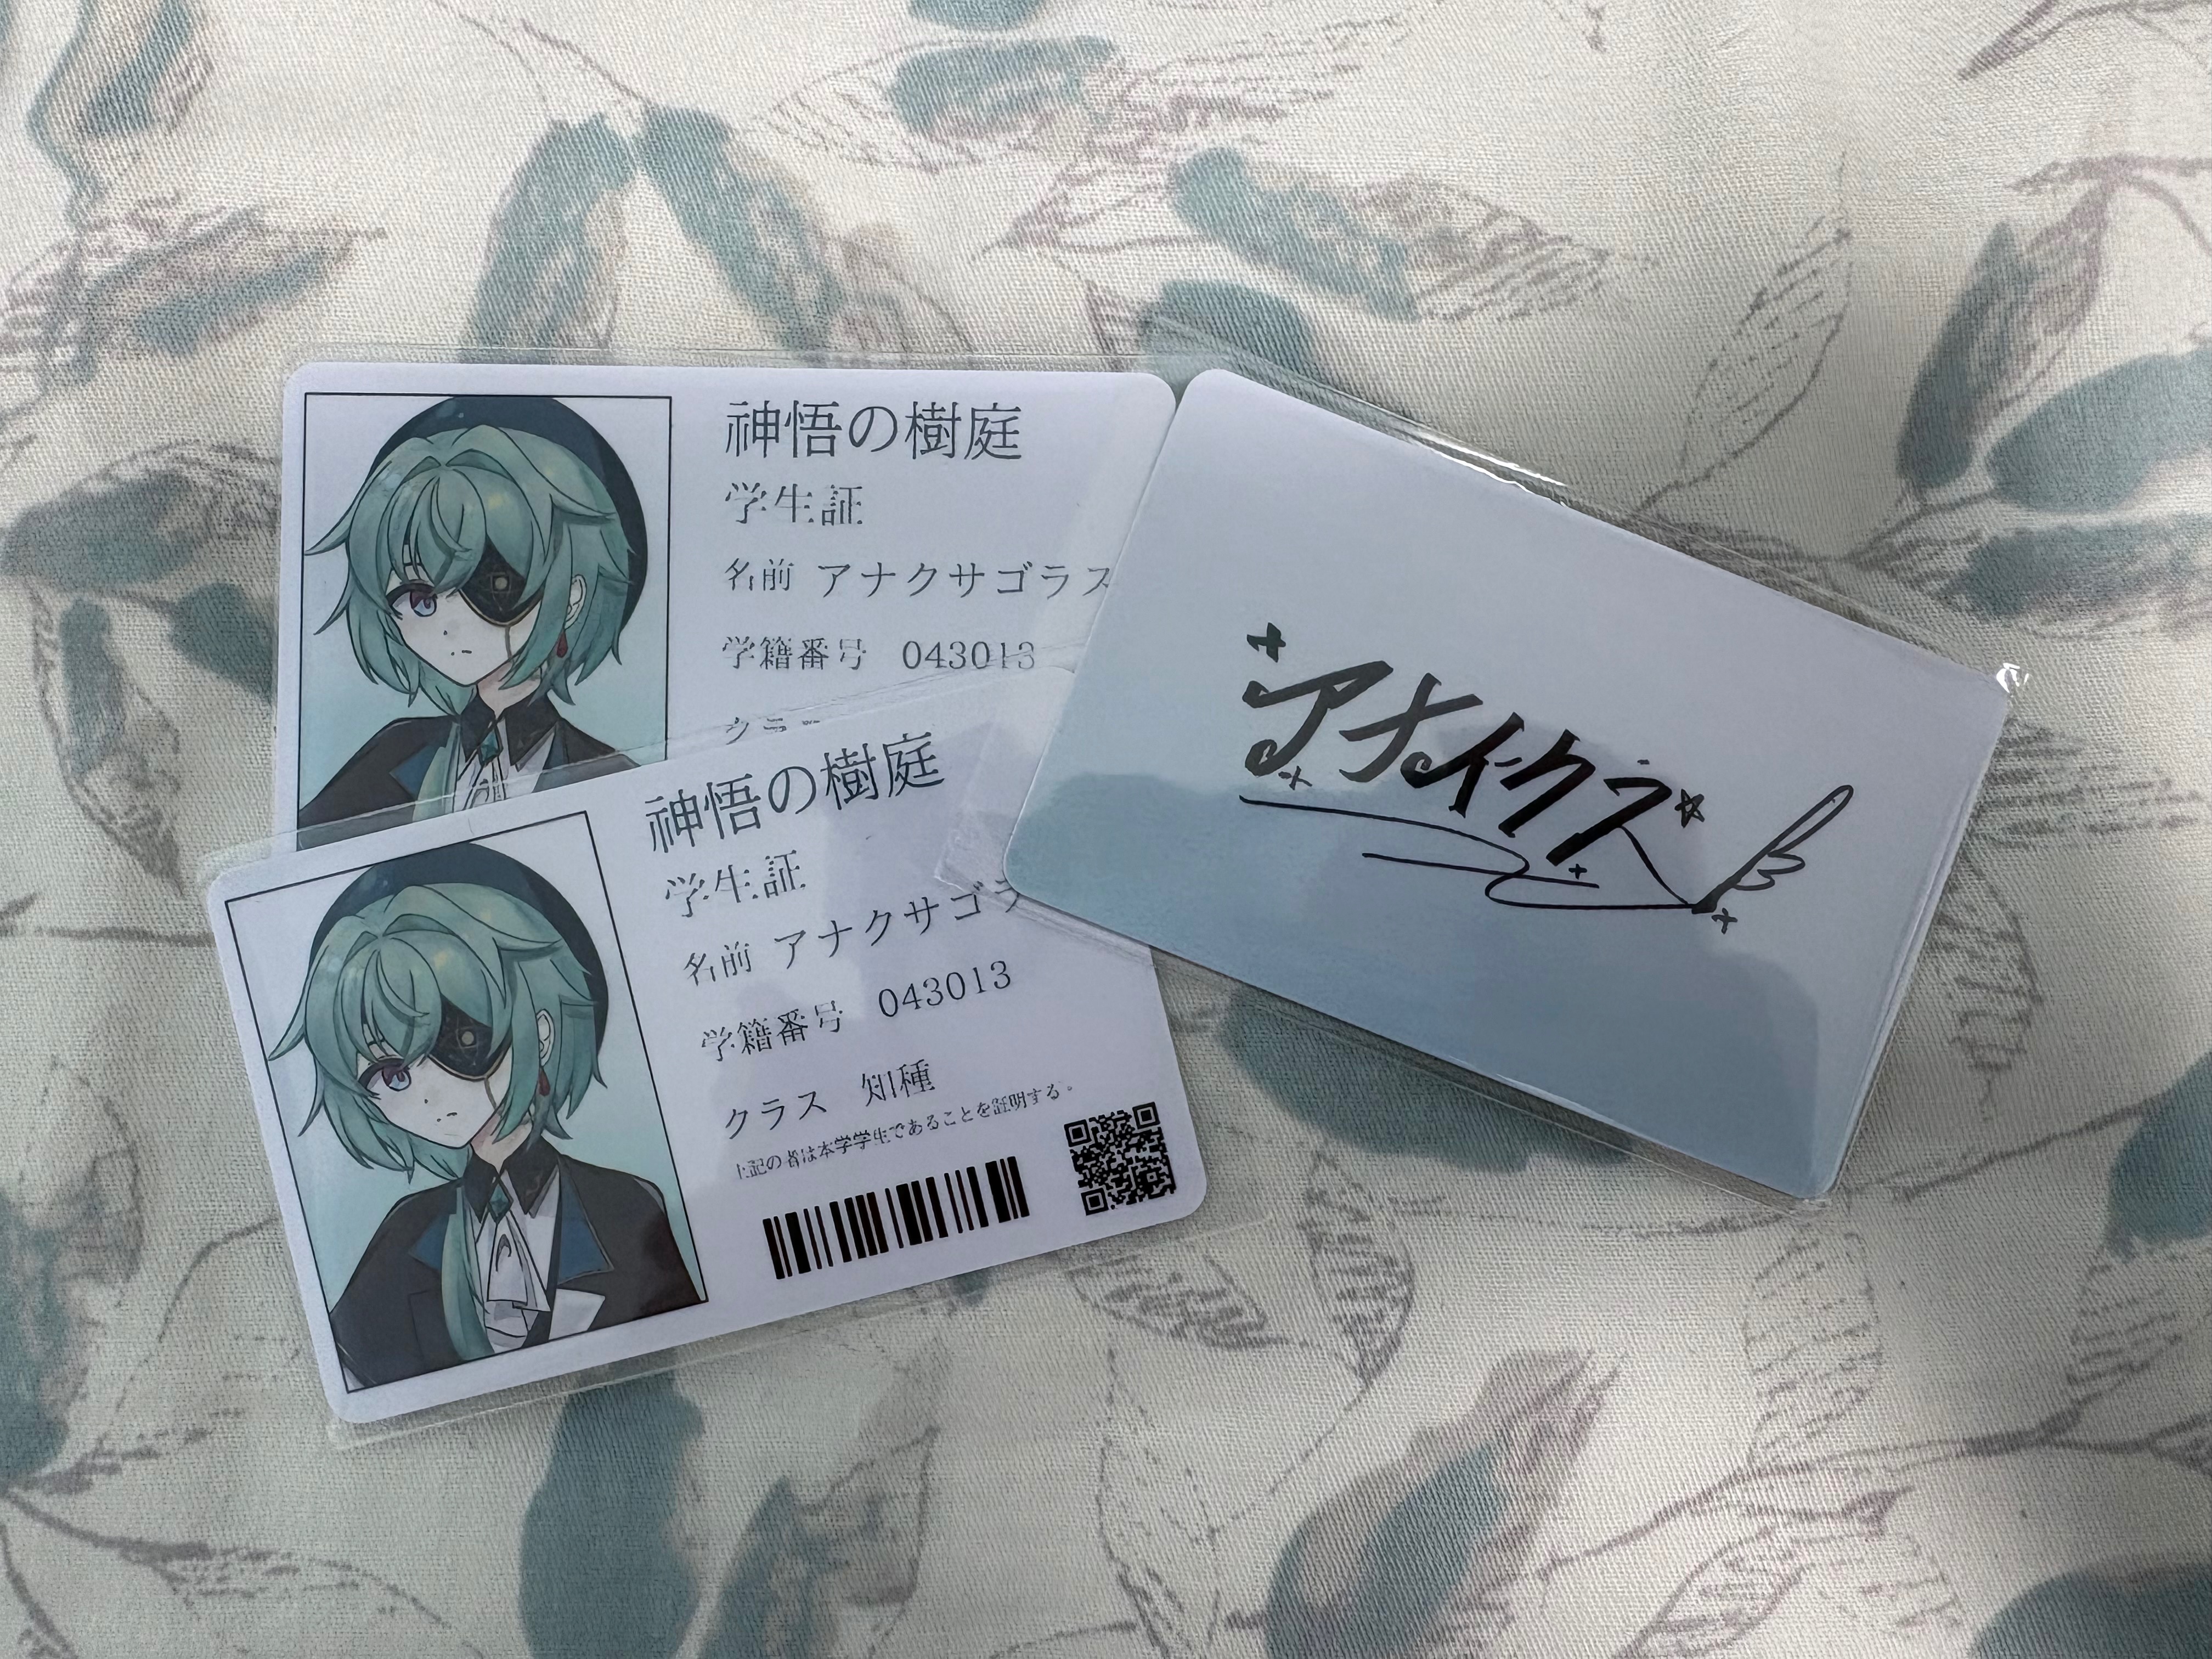 神悟の樹庭
学生証
名前 アナクサゴラス
学籍番号 043013
クラ
神悟の樹庭
学生証
名前 アナクサゴラ
学籍番号 043013
クラス 知種
上記の者は本学学生であることを証明する。
アナイクス